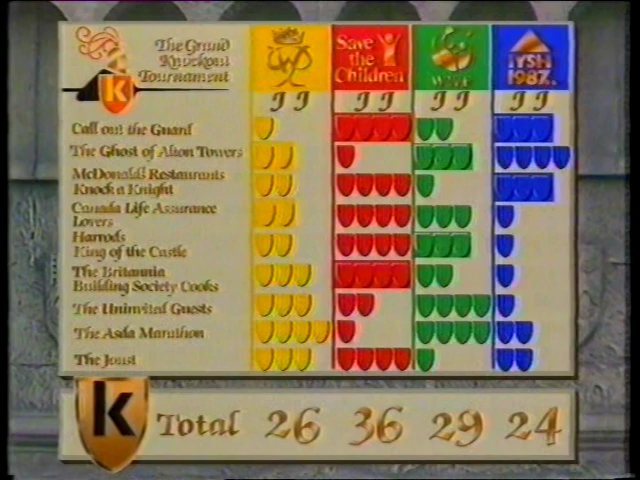 The Grand
Knockout
Tournament
K
Save
the
Children
WWF
IYSH
1987
J J
J J
J J
J J
Call out the Guard
The Ghost of Alton Towers
McDonalds Restaurants
Knock a Knight
Canada Life Assurance
Lovers
Harrods
King of the Castle
The Britannia
Building Society Cooks
The Uninvited Guests
The Asda Marathon
The Joust
K
Total 26 36 29 24